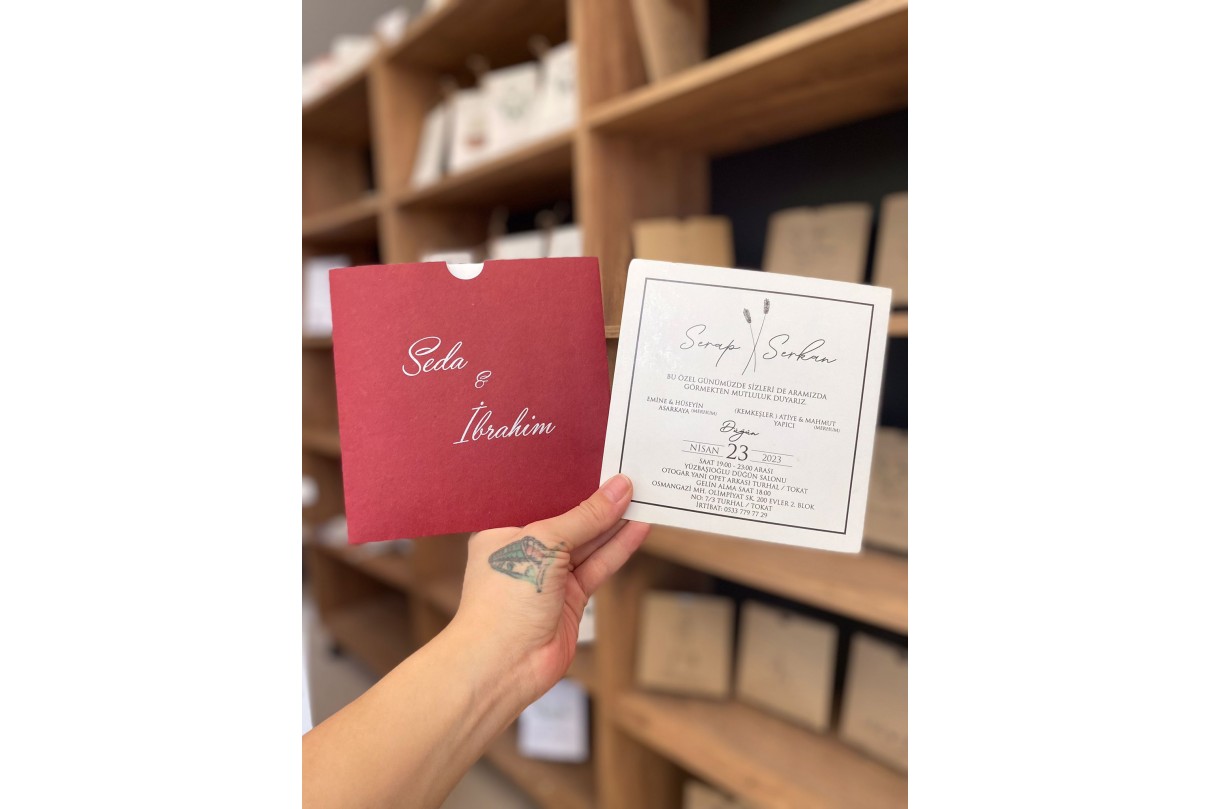 Seda
&
İbrahim
Serap Serkan
BU ÖZEL GÜNÜMÜZDE SİZLERİ DE ARAMIZDA
GÖRMEKTEN MUTLULUK DUYARIZ.
EMİNE & HÜSEYİN
ASARKAYA (MERHUM)
(KEMKEŞLER ) ATİYE & MAHMUT
YAPICI (MERHUM)
Düğün
NİSAN 23 2023
SAAT 19:00 - 23:00 ARASI
YÜZBAŞIOĞLU DÜĞÜN SALONU
OTOGAR YANI OPET ARKASI TURHAL / TOKAT
GELİN ALMA SAAT 18:00
OSMANGAZİ MH. OLİMPİYAT SK. 200 EVLER 2. BLOK
NO: 7/3 TURHAL / TOKAT
İRTİBAT: 0533 779 77 29